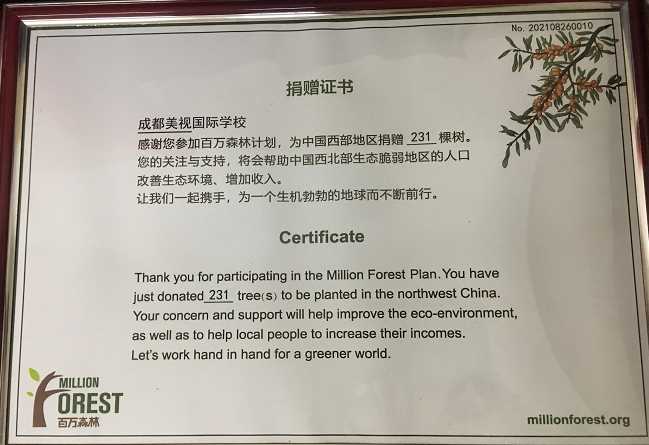 No. 202108260010
捐赠证书
成都美视国际学校
感谢您参加百万森林计划，为中国西部地区捐赠 231 棵树。
您的关注与支持，将会帮助中国西北部生态脆弱地区的人口
改善生态环境、增加收入。
让我们一起携手，为一个生机勃勃的地球而不断前行。
Certificate
Thank you for participating in the Million Forest Plan. You have
just donated 231 tree(s) to be planted in the northwest China.
Your concern and support will help improve the eco-environment,
as well as to help local people to increase their incomes.
Let's work hand in hand for a greener world.
MILLION
FOREST
百万森林
millionforest.org